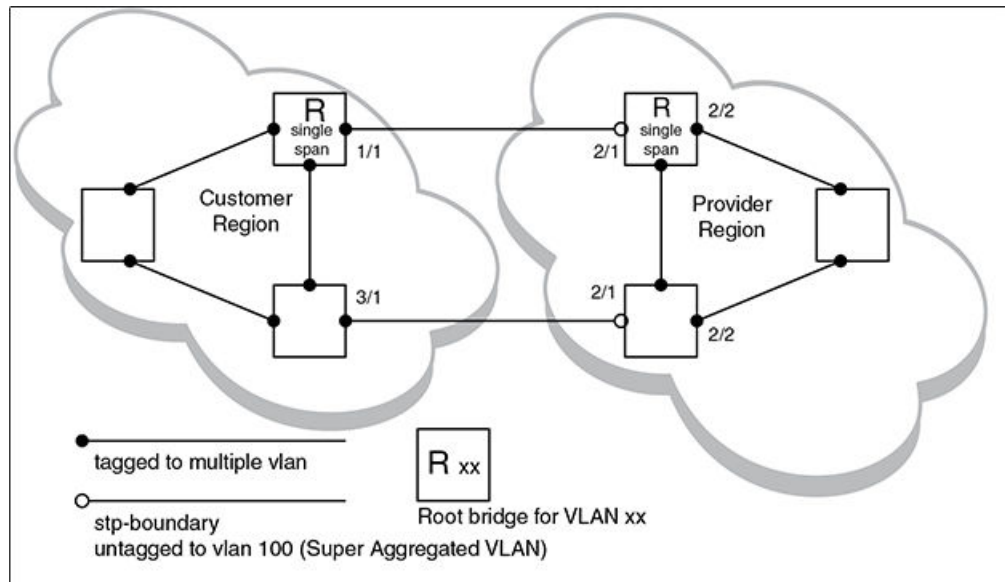 R
single
span
1/1
Customer
Region
3/1
R
single
span
2/2
2/1
Provider
Region
2/1
2/2
tagged to multiple vlan
stp-boundary
untagged to vlan 100 (Super Aggregated VLAN)
R xx
Root bridge for VLAN xx